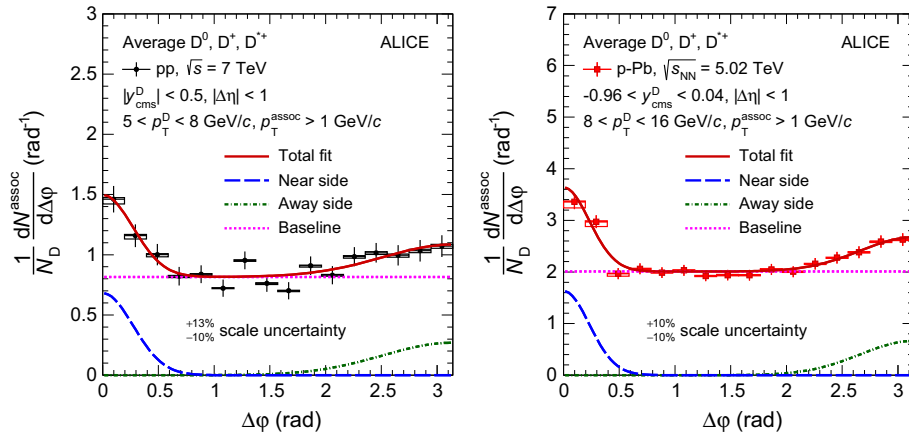 3
2.5
2
1.5
1
0.5
0
0 0.5 1 1.5 2 2.5 3
Δφ (rad)
1/N_D dN^assoc/dΔφ (rad⁻¹)
Average D⁰, D⁺, D*⁺ ALICE
pp, √s = 7 TeV
|y^D_cms| < 0.5, |Δη| < 1
5 < p_T^D < 8 GeV/c, p_T^assoc > 1 GeV/c
Total fit
Near side
Away side
Baseline
+13% −10% scale uncertainty
7
6
5
4
3
2
1
0
0 0.5 1 1.5 2 2.5 3
Δφ (rad)
1/N_D dN^assoc/dΔφ (rad⁻¹)
Average D⁰, D⁺, D*⁺ ALICE
p-Pb, √s_NN = 5.02 TeV
-0.96 < y^D_cms < 0.04, |Δη| < 1
8 < p_T^D < 16 GeV/c, p_T^assoc > 1 GeV/c
Total fit
Near side
Away side
Baseline
+10% −10% scale uncertainty